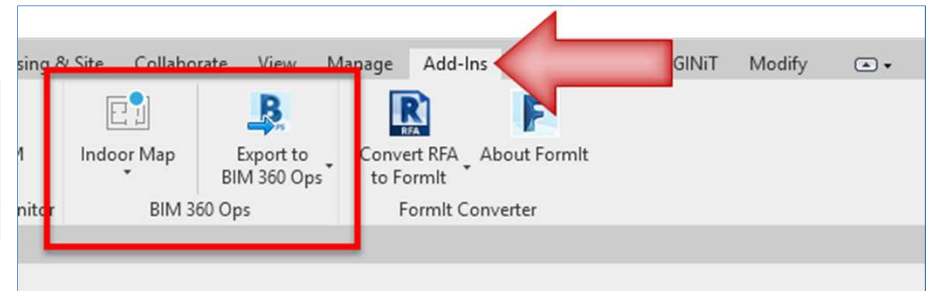 sing & Site Collaborate View Manage Add-Ins GINiT Modify
Indoor Map Export to BIM 360 Ops Convert RFA to FormIt About FormIt
RFA
nitor BIM 360 Ops FormIt Converter